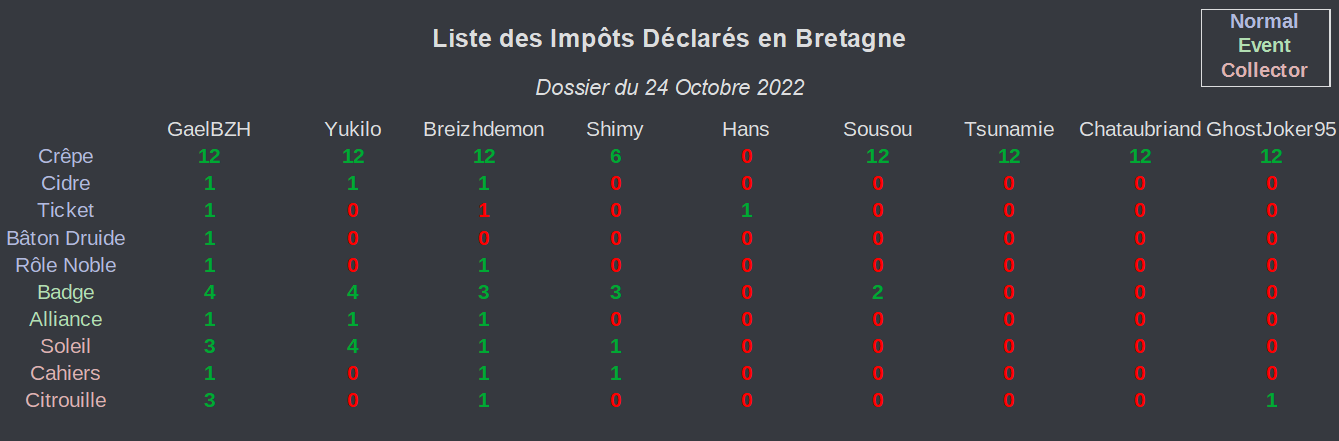 Normal
Liste des Impôts Déclarés en Bretagne
Event
Collector
Dossier du 24 Octobre 2022
GaelBZH Yukilo Breizhdemon Shimy Hans Sousou Tsunamie Chataubriand GhostJoker95
Crêpe 12 12 12 6 0 12 12 12 12
Cidre 1 1 1 0 0 0 0 0 0
Ticket 1 0 1 0 1 0 0 0 0
Bâton Druide 1 0 0 0 0 0 0 0 0
Rôle Noble 1 0 1 0 0 0 0 0 0
Badge 4 4 3 3 0 2 0 0 0
Alliance 1 1 1 0 0 0 0 0 0
Soleil 3 4 1 1 0 0 0 0 0
Cahiers 1 0 1 1 0 0 0 0 0
Citrouille 3 0 1 0 0 0 0 0 1